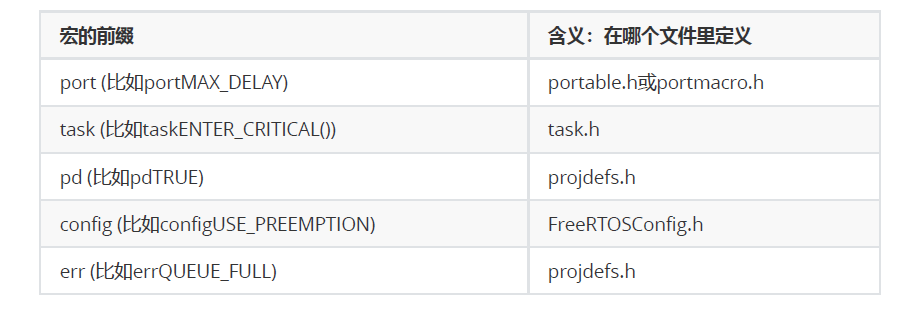 宏的前缀 含义：在哪个文件里定义
port (比如portMAX_DELAY) portable.h或portmacro.h
task (比如taskENTER_CRITICAL()) task.h
pd (比如pdTRUE) projdefs.h
config (比如configUSE_PREEMPTION) FreeRTOSConfig.h
err (比如errQUEUE_FULL) projdefs.h